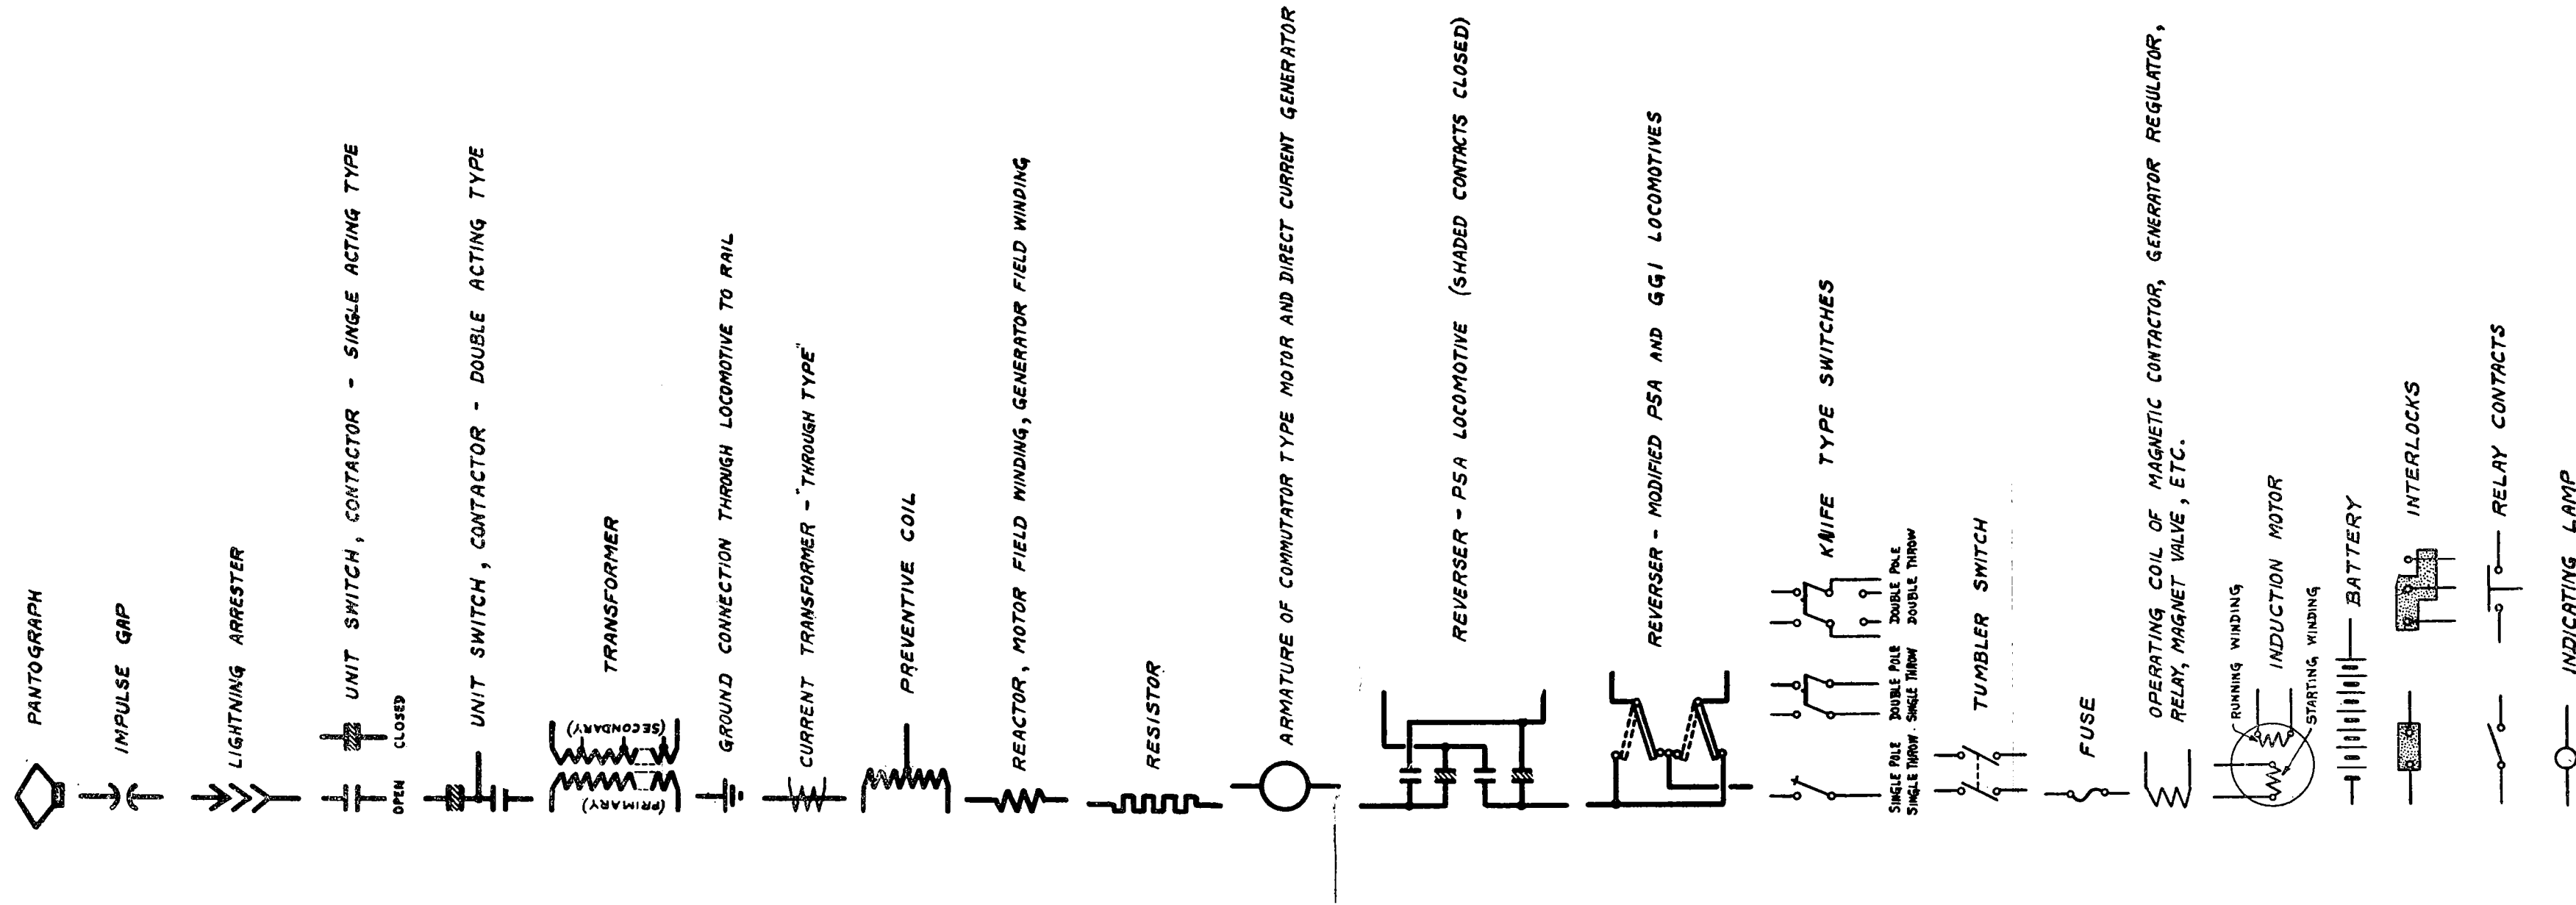 PANTOGRAPH
IMPULSE GAP
LIGHTNING ARRESTER
UNIT SWITCH, CONTACTOR - SINGLE ACTING TYPE
OPEN
CLOSED
UNIT SWITCH, CONTACTOR - DOUBLE ACTING TYPE
TRANSFORMER
(PRIMARY)
(SECONDARY)
GROUND CONNECTION THROUGH LOCOMOTIVE TO RAIL
CURRENT TRANSFORMER - "THROUGH TYPE"
PREVENTIVE COIL
REACTOR, MOTOR FIELD WINDING, GENERATOR FIELD WINDING
RESISTOR
ARMATURE OF COMMUTATOR TYPE MOTOR AND DIRECT CURRENT GENERATOR
REVERSER - P5A LOCOMOTIVE (SHADED CONTACTS CLOSED)
REVERSER - MODIFIED P5A AND GG1 LOCOMOTIVES
KNIFE TYPE SWITCHES
SINGLE POLE
SINGLE THROW
DOUBLE POLE
SINGLE THROW
DOUBLE POLE
DOUBLE THROW
TUMBLER SWITCH
FUSE
OPERATING COIL OF MAGNETIC CONTACTOR, GENERATOR REGULATOR,
RELAY, MAGNET VALVE, ETC.
RUNNING WINDING
INDUCTION MOTOR
STARTING WINDING
BATTERY
INTERLOCKS
RELAY CONTACTS
INDICATING LAMP